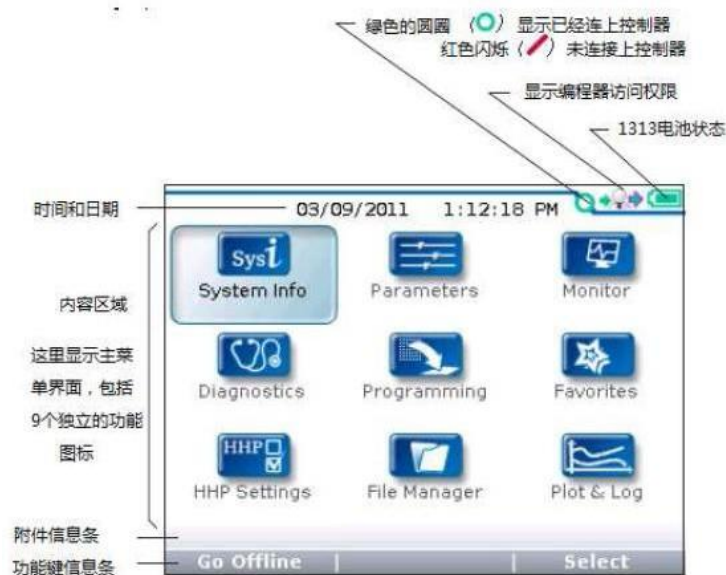 绿色的圆圈 （○）显示已经连上控制器
红色闪烁（）未连接上控制器
显示编程器访问权限
1313电池状态
时间和日期
03/09/2011 1:12:18 PM
内容区域
这里显示主菜
单界面，包括
9个独立的功能
图标
Sysi
System Info
Parameters
Monitor
Diagnostics
Programming
Favorites
HHP
HHP Settings
File Manager
Plot & Log
附件信息条
功能键信息条
Go Offline
Select